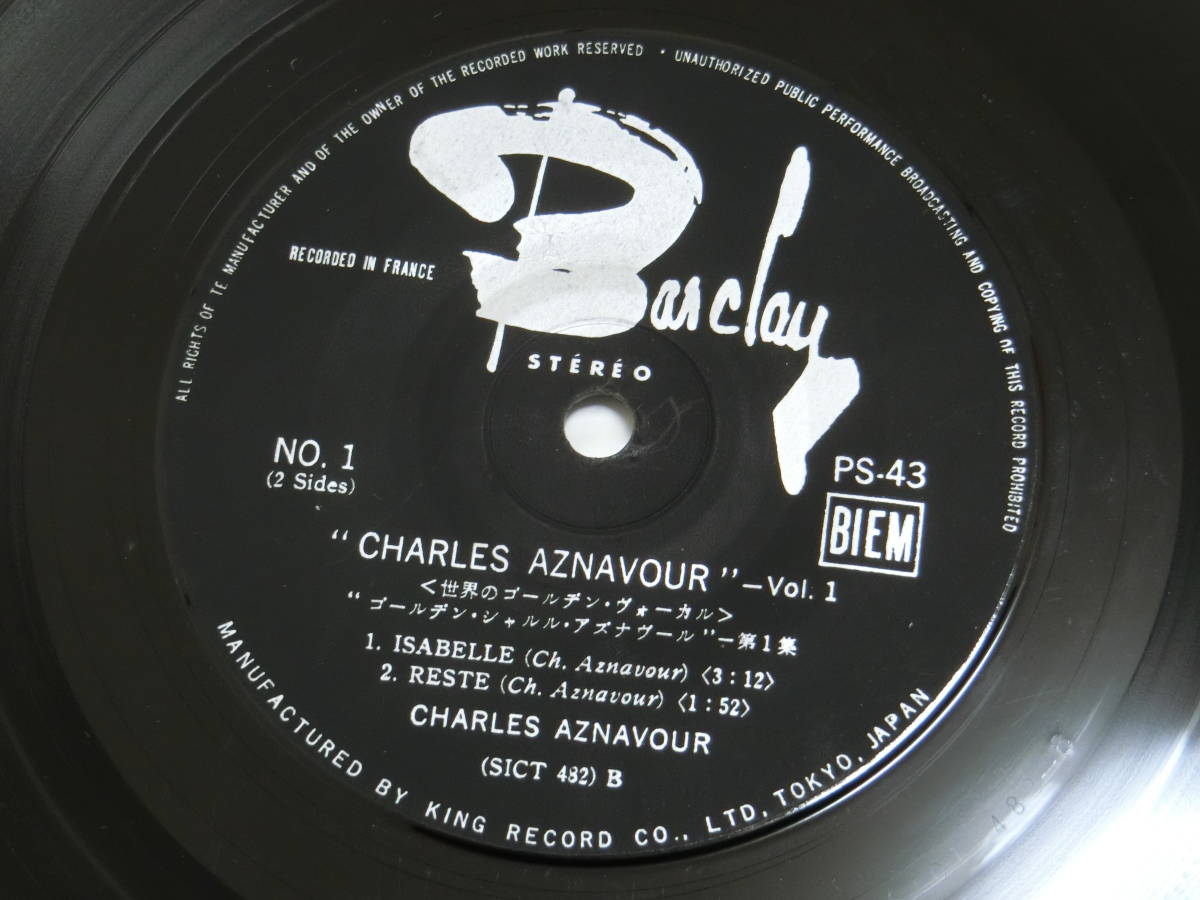 ALL RIGHTS OF TE MANUFACTURER AND OF THE OWNER OF THE RECORDED WORK RESERVED · UNAUTHORIZED PUBLIC PERFORMANCE BROADCASTING AND COPYING OF THIS RECORD PROHIBITED
Barclay
RECORDED IN FRANCE
STÉRÉO
NO. 1
(2 Sides)
PS-43
BIEM
“CHARLES AZNAVOUR”—Vol. 1
<世界のゴールデン・ヴォーカル>
“ゴールデン・シャルル・アズナヴール”—第1集
1. ISABELLE (Ch. Aznavour) <3:12>
2. RESTE (Ch. Aznavour) <1:52>
CHARLES AZNAVOUR
(SICT 482) B
MANUFACTURED BY KING RECORD CO., LTD, TOKYO, JAPAN